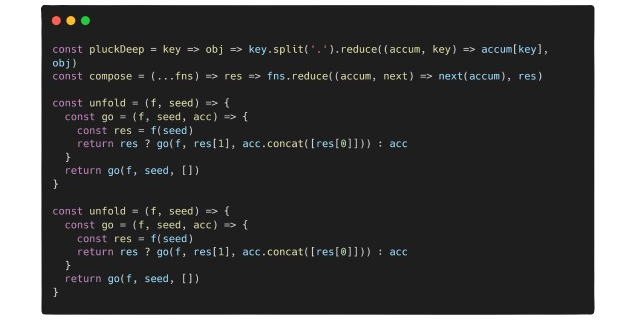 const pluckDeep = key => obj => key.split('.').reduce((accum, key) => accum[key],
obj)
const compose = (...fns) => res => fns.reduce((accum, next) => next(accum), res)
const unfold = (f, seed) => {
  const go = (f, seed, acc) => {
    const res = f(seed)
    return res ? go(f, res[1], acc.concat([res[0]])) : acc
  }
  return go(f, seed, [])
}
const unfold = (f, seed) => {
  const go = (f, seed, acc) => {
    const res = f(seed)
    return res ? go(f, res[1], acc.concat([res[0]])) : acc
  }
  return go(f, seed, [])
}